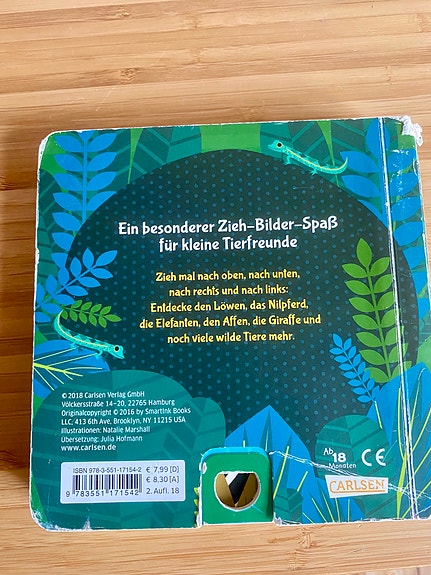 Ein besonderer Zieh-Bilder-Spaß
für kleine Tierfreunde
Zieh mal nach oben, nach unten,
nach rechts und nach links:
Entdecke den Löwen, das Nilpferd,
die Elefanten, den Affen, die Giraffe und
noch viele wilde Tiere mehr.
© 2018 Carlsen Verlag GmbH
Völckersstraße 14–20, 22765 Hamburg
Originalcopyright © 2016 by SmartInk Books
LLC, 413 6th Ave, Brooklyn, NY 11215 USA
Illustrationen: Natalie Marshall
Übersetzung: Julia Hofmann
www.carlsen.de
ISBN 978-3-551-17154-2
€ 7,99 [D]
€ 8,30 [A]
9 783551 171542
2. Aufl. 18
Ab
18
Monaten
CE
CARLSEN